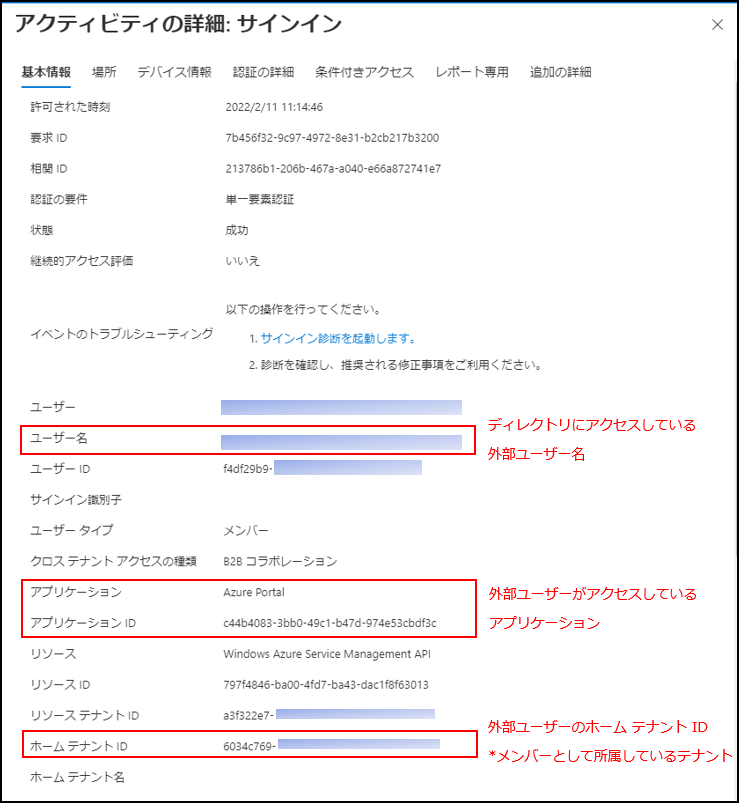 アクティビティの詳細: サインイン
基本情報 場所 デバイス情報 認証の詳細 条件付きアクセス レポート専用 追加の詳細
許可された時刻 2022/2/11 11:14:46
要求 ID 7b456f32-9c97-4972-8e31-b2cb217b3200
相関 ID 213786b1-206b-467a-a040-e66a872741e7
認証の要件 単一要素認証
状態 成功
継続的アクセス評価 いいえ
以下の操作を行ってください。
イベントのトラブルシューティング
1. サインイン診断を起動します。
2. 診断を確認し、推奨される修正事項をご利用ください。
ユーザー
ディレクトリにアクセスしている
ユーザー名
外部ユーザー名
ユーザー ID f4df29b9-
サインイン識別子
ユーザー タイプ メンバー
クロス テナント アクセスの種類 B2B コラボレーション
アプリケーション Azure Portal
外部ユーザーがアクセスしている
アプリケーション ID c44b4083-3bb0-49c1-b47d-974e53cbdf3c
アプリケーション
リソース Windows Azure Service Management API
リソース ID 797f4846-ba00-4fd7-ba43-dac1f8f63013
リソース テナント ID a3f322e7-
外部ユーザーのホーム テナント ID
ホーム テナント ID 6034c769-
*メンバーとして所属しているテナント
ホーム テナント名